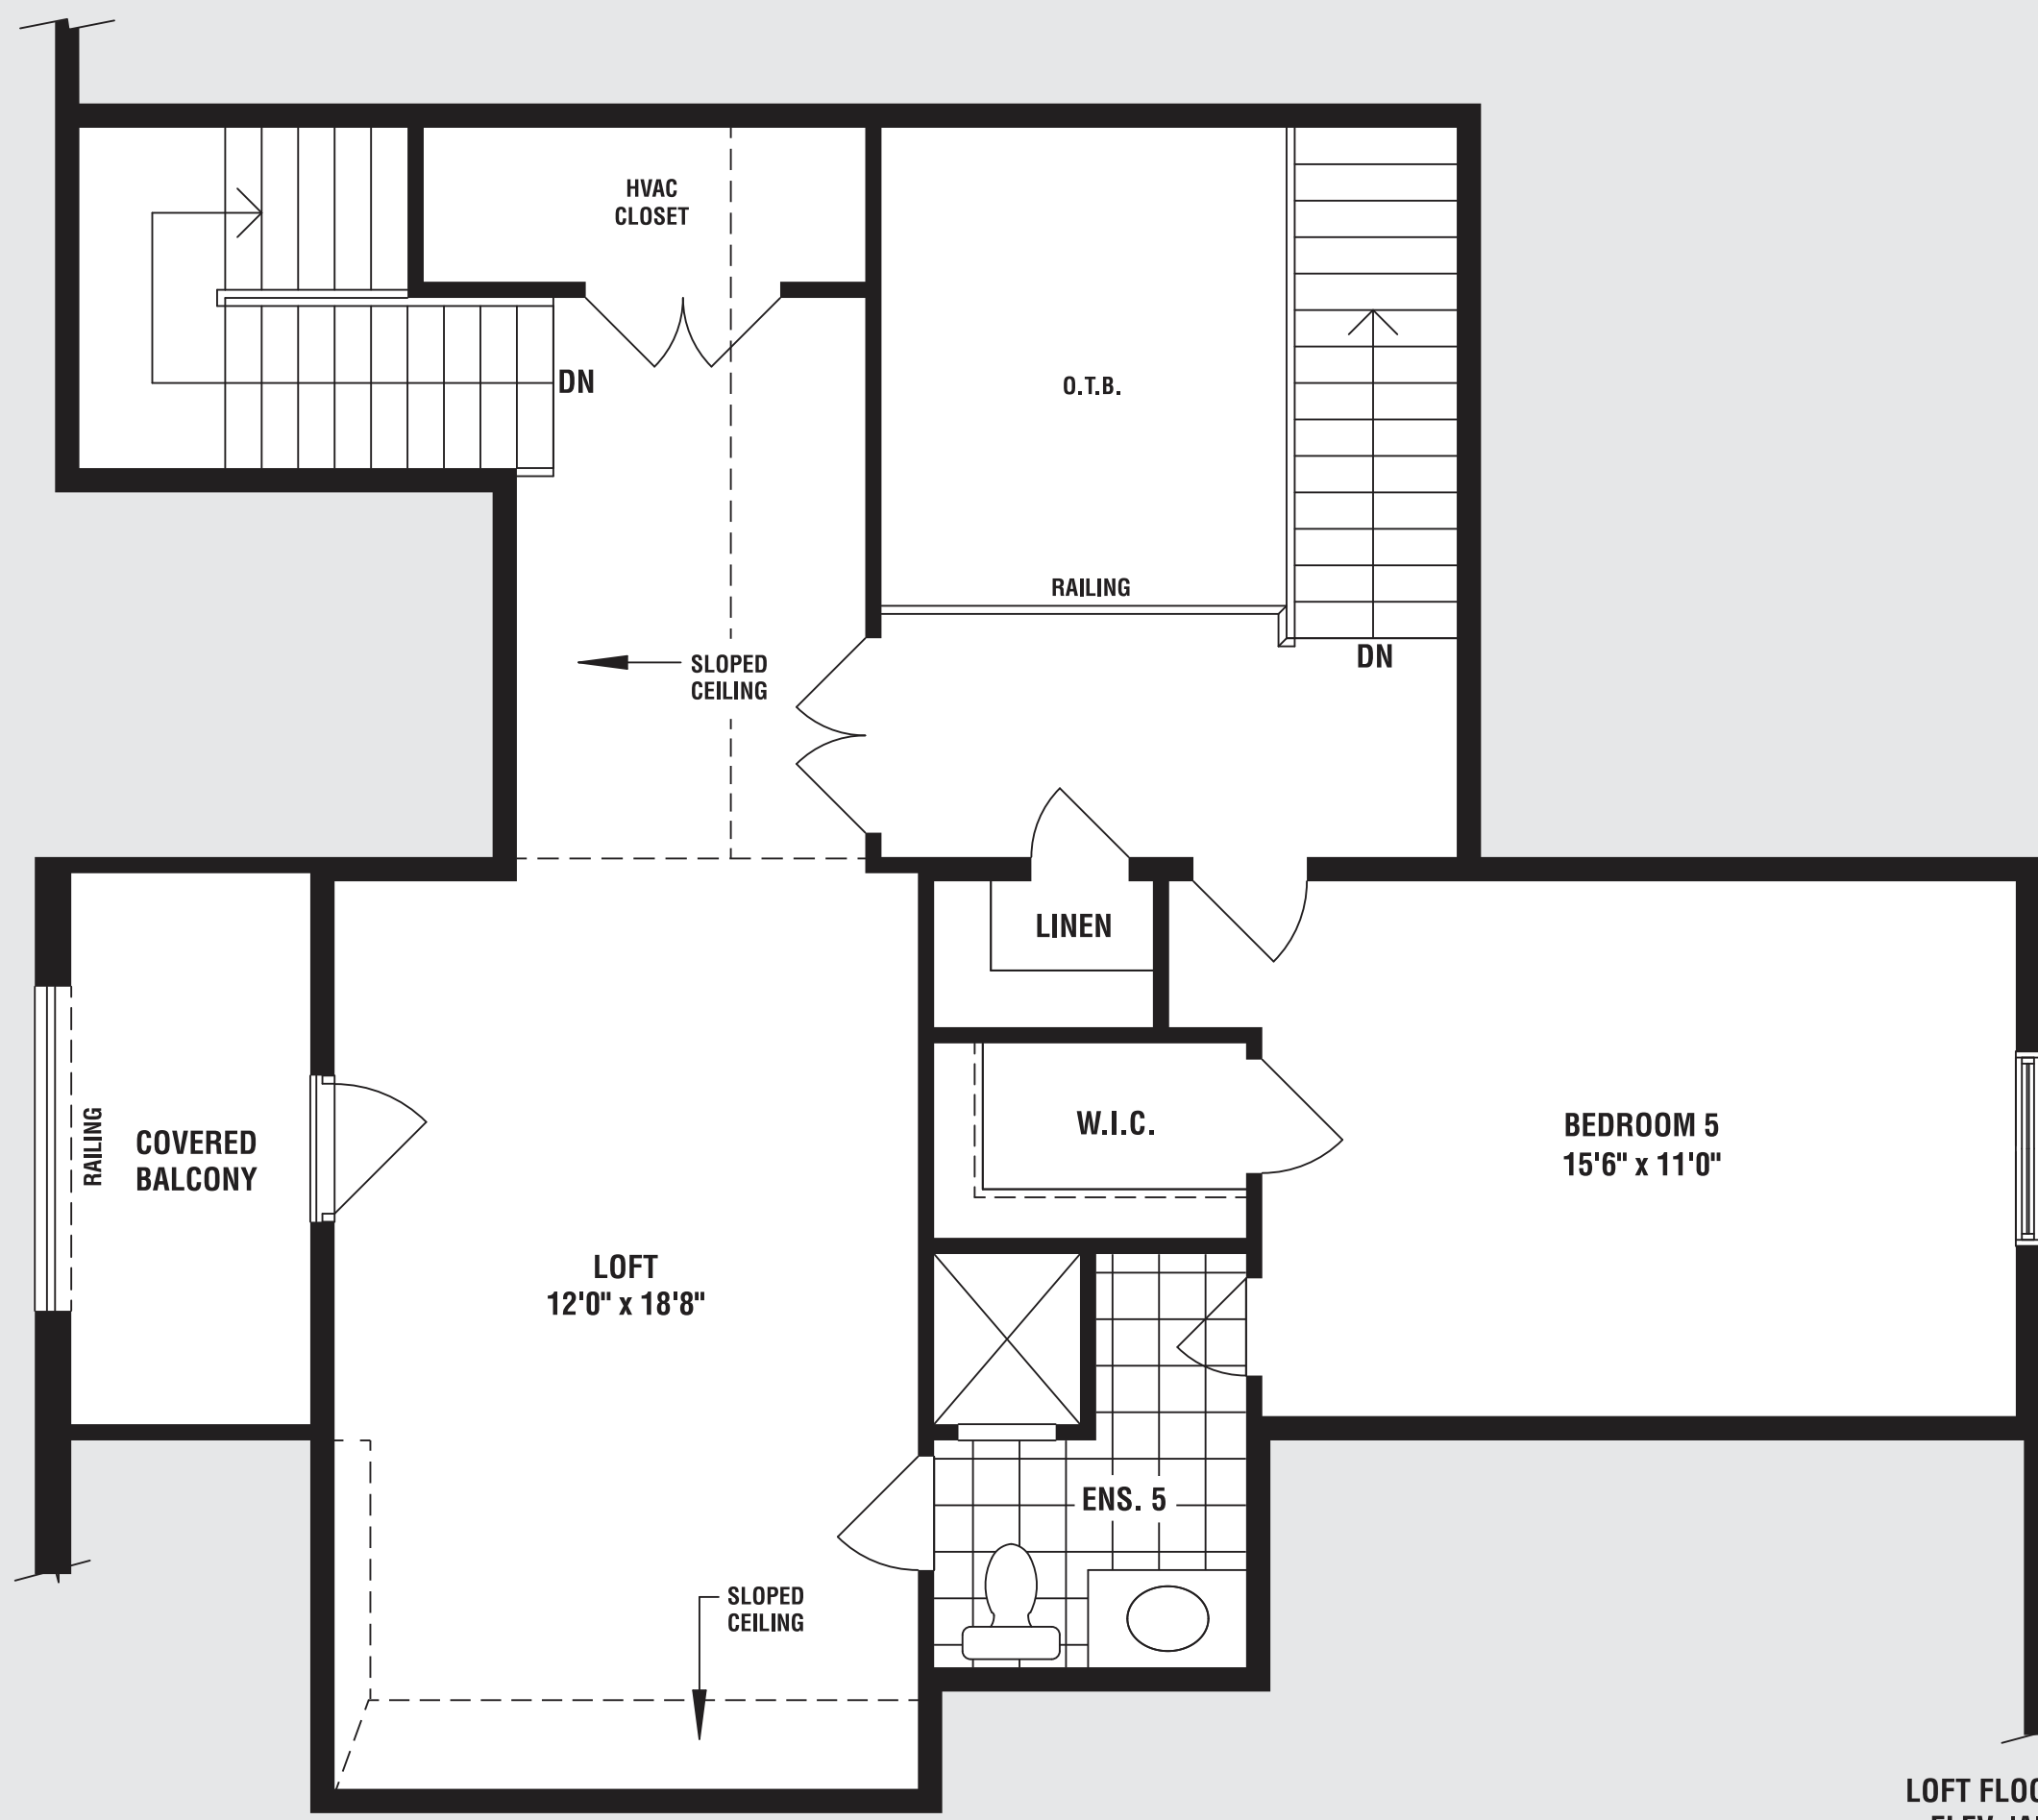 HVAC
CLOSET
DN
O.T.B.
RAILING
SLOPED
CEILING
DN
LINEN
W.I.C.
BEDROOM 5
15'6" x 11'0"
RAILING
COVERED
BALCONY
LOFT
12'0" x 18'8"
ENS. 5
SLOPED
CEILING
LOFT